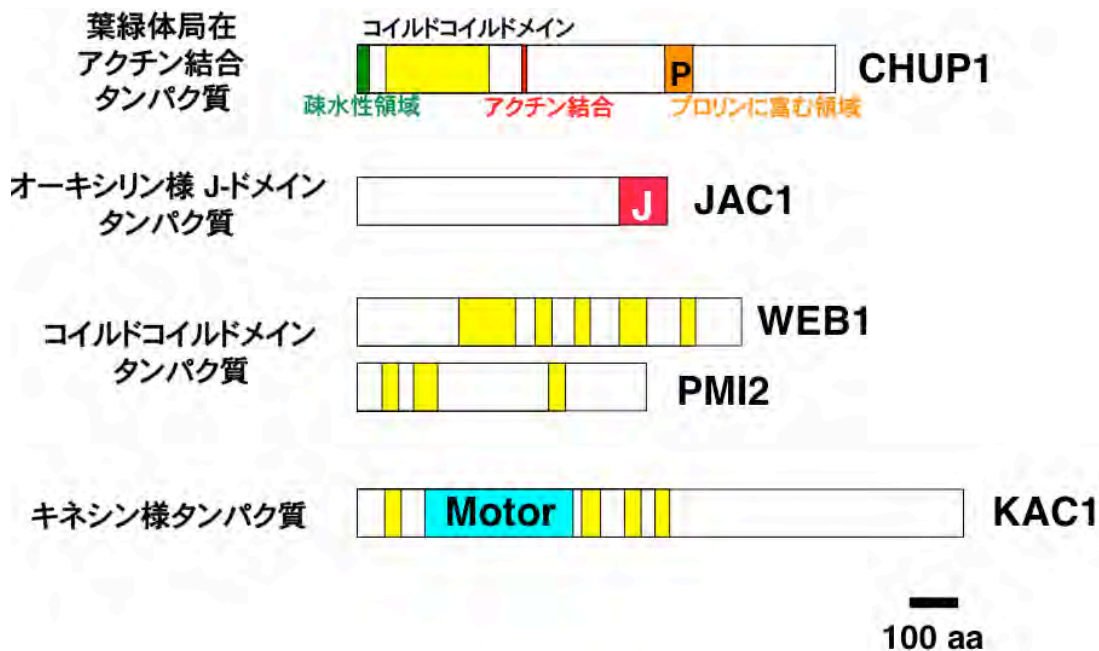 葉緑体局在
アクチン結合
タンパク質
コイルドコイルドメイン
P
CHUP1
疎水性領域
アクチン結合
プロリンに富む領域
オーキシリン様 J-ドメイン
タンパク質
J
JAC1
コイルドコイルドメイン
タンパク質
WEB1
PMI2
キネシン様タンパク質
Motor
KAC1
100 aa